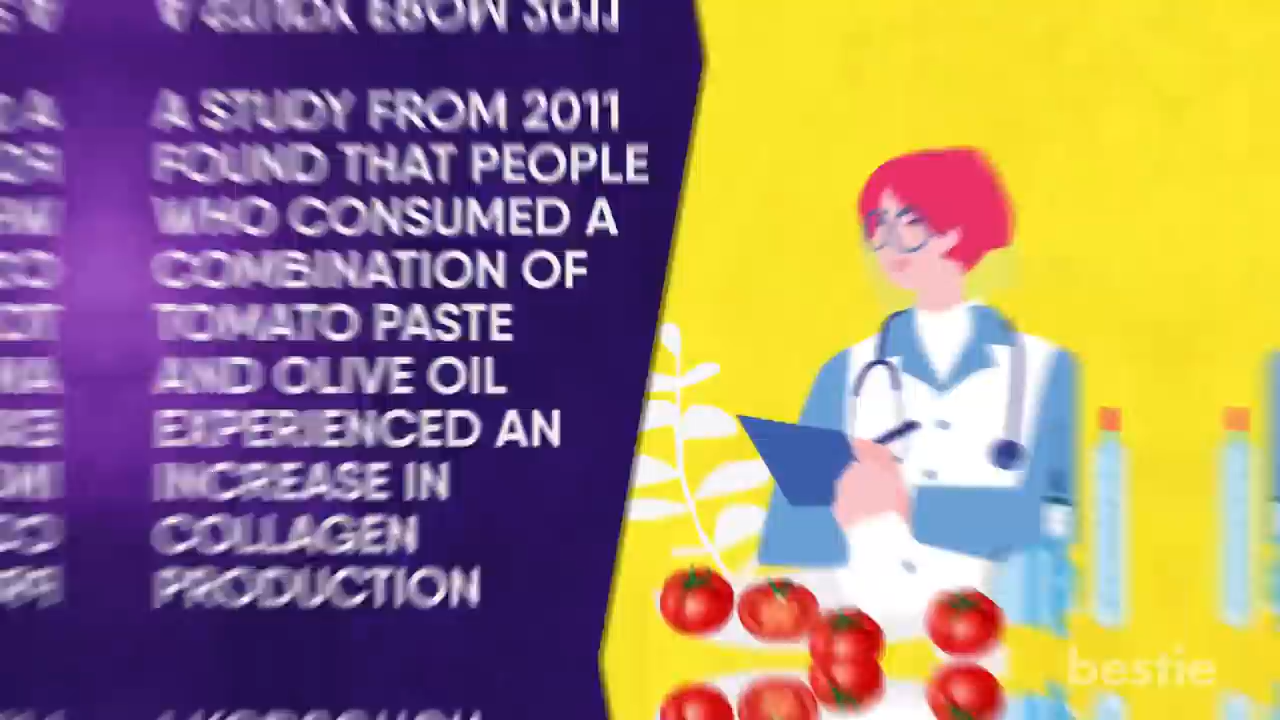 A STUDY FROM 2011
FOUND THAT PEOPLE
WHO CONSUMED A
COMBINATION OF
TOMATO PASTE
AND OLIVE OIL
EXPERIENCED AN
INCREASE IN
COLLAGEN
PRODUCTION
bestie